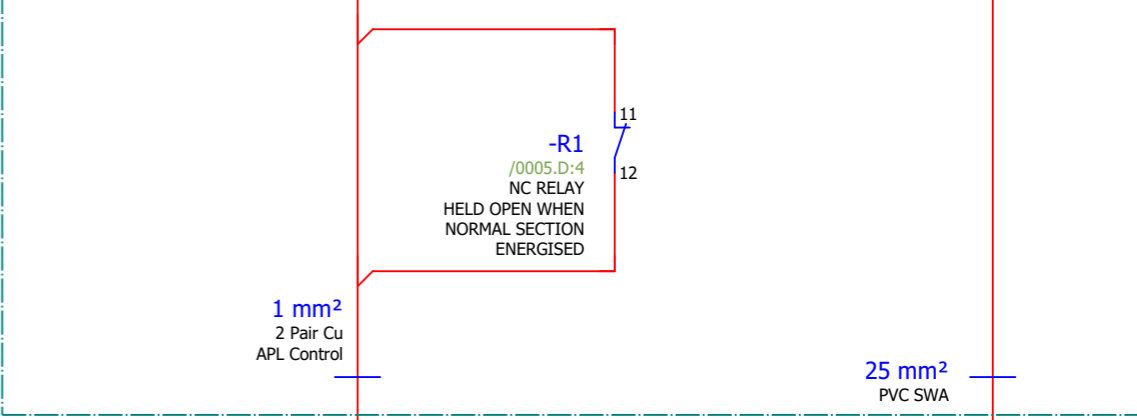 11
-R1
/0005.D:4
12
NC RELAY
HELD OPEN WHEN
NORMAL SECTION
ENERGISED
1 mm²
2 Pair Cu
APL Control
25 mm²
PVC SWA